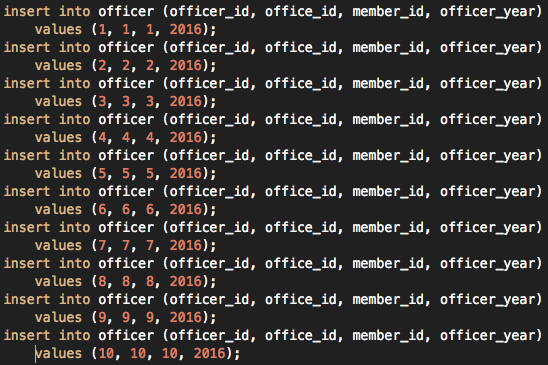 insert into officer (officer_id, office_id, member_id, officer_year)
values (1, 1, 1, 2016);
insert into officer (officer_id, office_id, member_id, officer_year)
values (2, 2, 2, 2016);
insert into officer (officer_id, office_id, member_id, officer_year)
values (3, 3, 3, 2016);
insert into officer (officer_id, office_id, member_id, officer_year)
values (4, 4, 4, 2016);
insert into officer (officer_id, office_id, member_id, officer_year)
values (5, 5, 5, 2016);
insert into officer (officer_id, office_id, member_id, officer_year)
values (6, 6, 6, 2016);
insert into officer (officer_id, office_id, member_id, officer_year)
values (7, 7, 7, 2016);
insert into officer (officer_id, office_id, member_id, officer_year)
values (8, 8, 8, 2016);
insert into officer (officer_id, office_id, member_id, officer_year)
values (9, 9, 9, 2016);
insert into officer (officer_id, office_id, member_id, officer_year)
values (10, 10, 10, 2016);